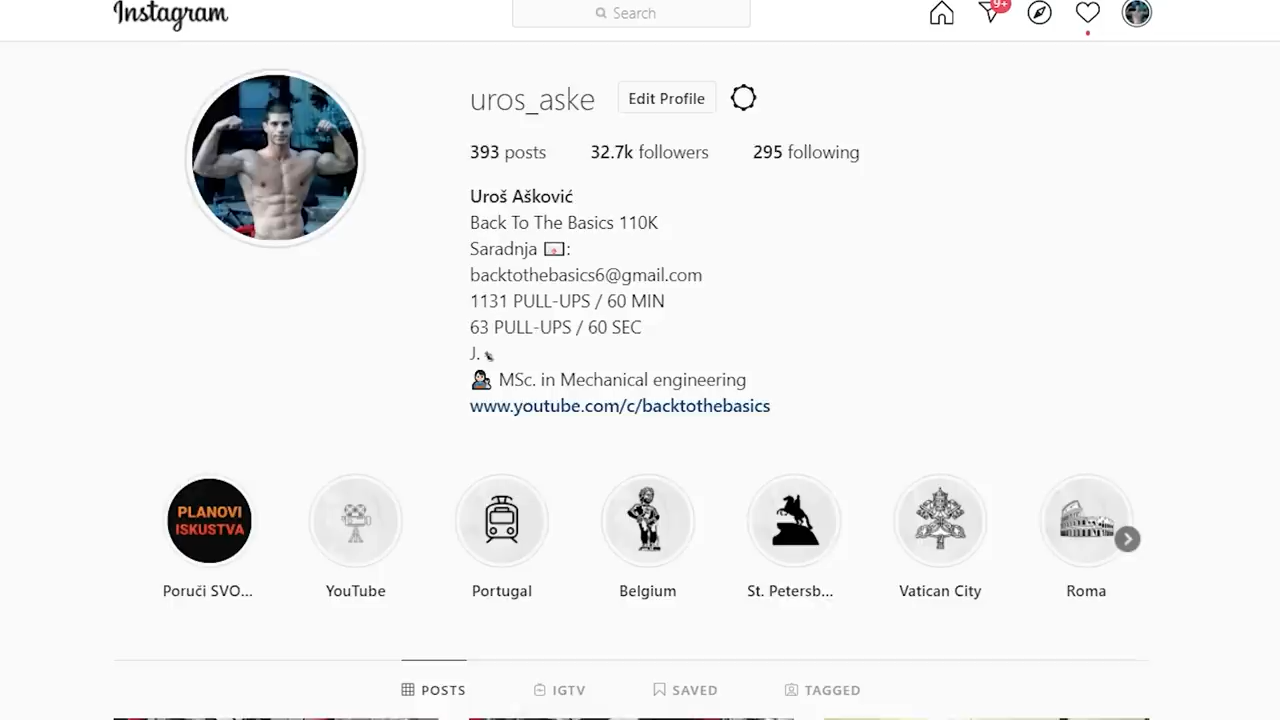 Instagram
Search
9+
uros_aske
Edit Profile
393 posts
32.7k followers
295 following
Uroš Ašković
Back To The Basics 110K
Saradnja :
backtothebasics6@gmail.com
1131 PULL-UPS / 60 MIN
63 PULL-UPS / 60 SEC
J.
MSc. in Mechanical engineering
www.youtube.com/c/backtothebasics
PLANOVI
ISKUSTVA
Poruči SVO...
YouTube
Portugal
Belgium
St. Petersb...
Vatican City
Roma
POSTS
IGTV
SAVED
TAGGED